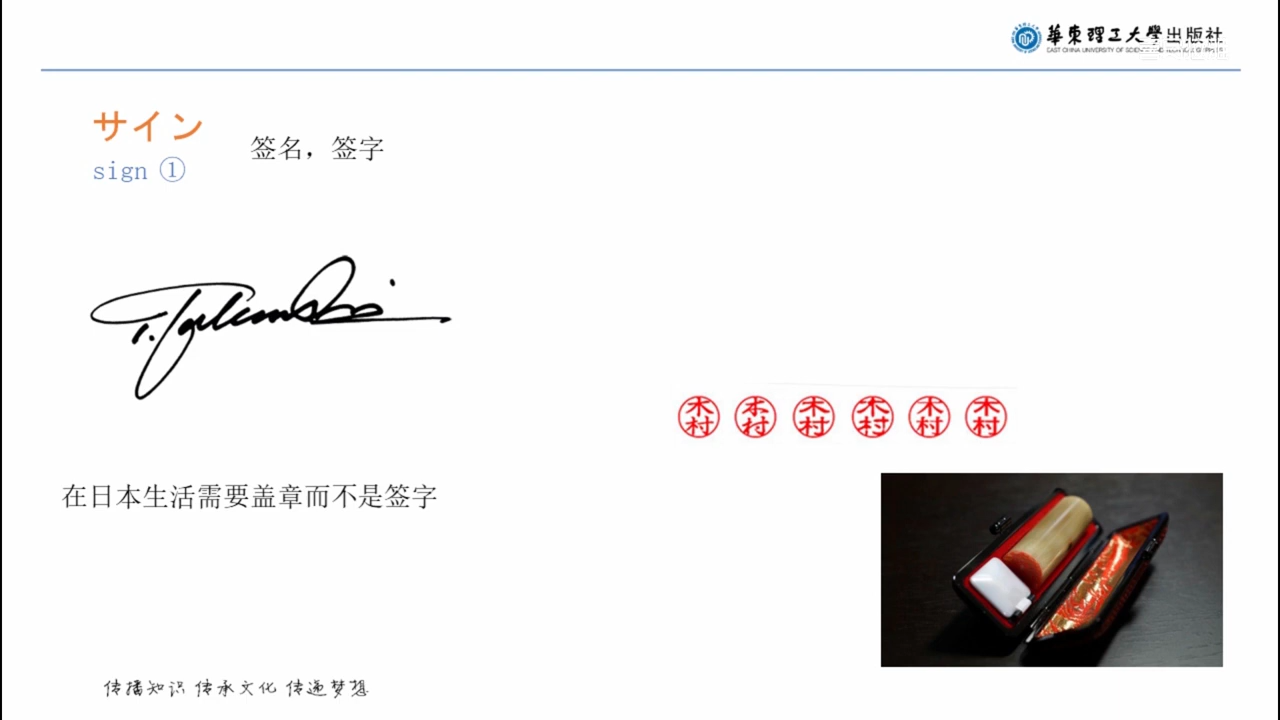 華東理工大學出版社
サイン
sign ①
签名，签字
木村 木村 木村 木村 木村 木村
在日本生活需要盖章而不是签字
传播知识 传承文化 传递梦想